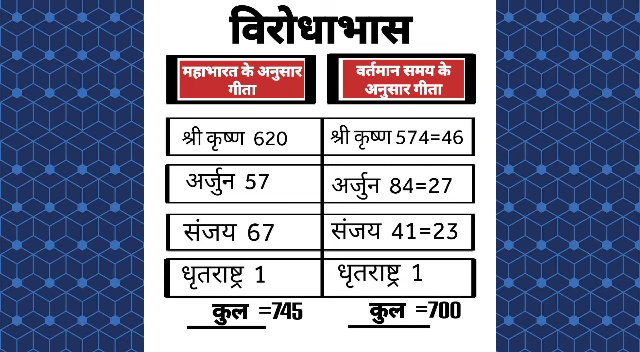 विरोधाभास
महाभारत के अनुसार
गीता
वर्तमान समय के
अनुसार गीता
श्री कृष्ण 620
श्री कृष्ण 574=46
अर्जुन 57
अर्जुन 84=27
संजय 67
संजय 41=23
धृतराष्ट्र 1
धृतराष्ट्र 1
कुल =745
कुल =700